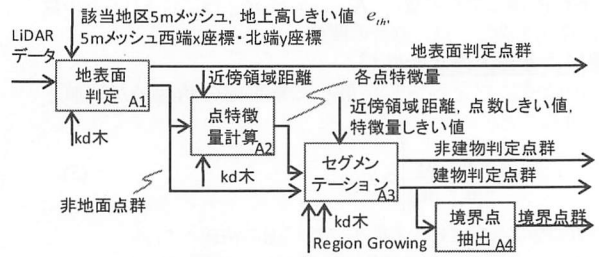 該当地区5mメッシュ，地上高しきい値 e_th,
5mメッシュ西端x座標・北端y座標
LiDAR
データ
地表面
判定
A1
地表面判定点群
近傍領域距離
各点特徴量
kd木
点特徴
量計算
A2
近傍領域距離，点数しきい値，
特徴量しきい値
kd木
セグメン
テーション
A3
非建物判定点群
建物判定点群
非地面点群
kd木
Region Growing
境界点
抽出
A4
境界点群